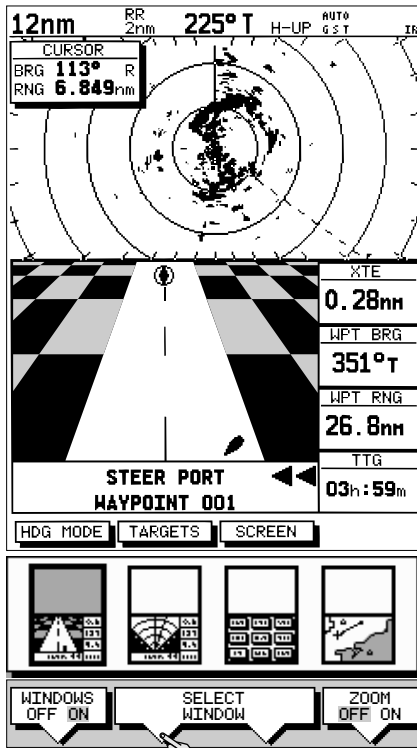 12nm RR 2nm 225°T H-UP AUTO G S T IR
CURSOR
BRG 113° R
RNG 6.849nm
XTE
0.28nm
WPT BRG
351°T
WPT RNG
26.8nm
TTG
03h:59m
STEER PORT
WAYPOINT 001
HDG MODE TARGETS SCREEN
WINDOWS
OFF ON
SELECT
WINDOW
ZOOM
OFF ON